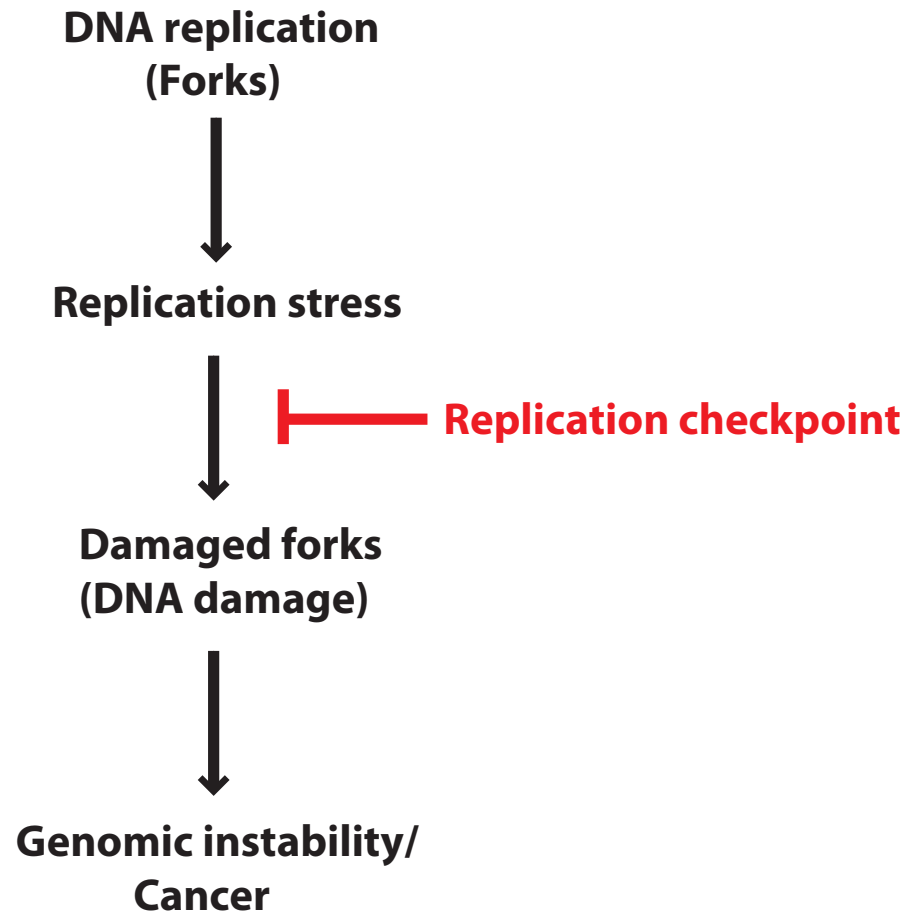 DNA replication
(Forks)
Replication stress
Replication checkpoint
Damaged forks
(DNA damage)
Genomic instability/
Cancer